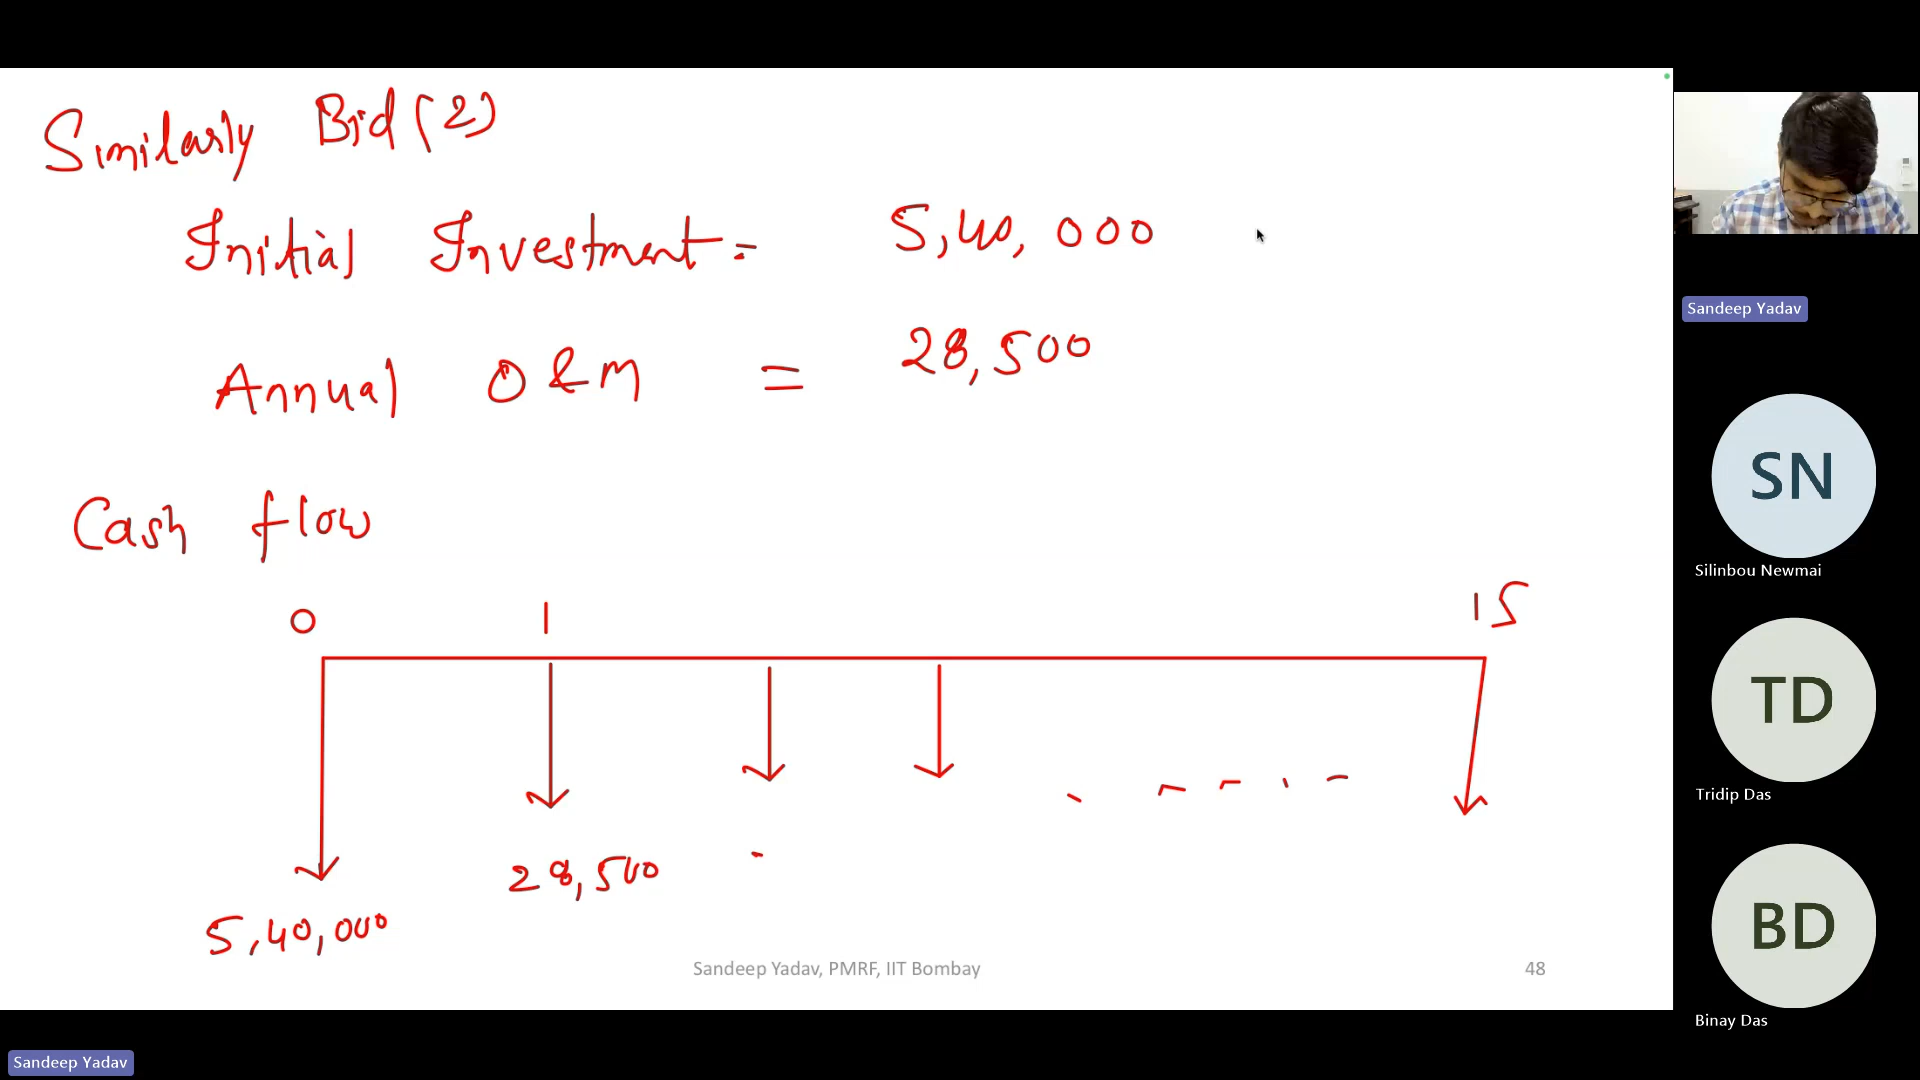 Similarly Bid (2)
Initial Investment = 5,40,000
Annual O & M = 28,500
Cash flow
0 1 15
28,500
5,40,000
Sandeep Yadav, PMRF, IIT Bombay 48
Sandeep Yadav
SN
Silinbou Newmai
TD
Tridip Das
BD
Binay Das
Sandeep Yadav